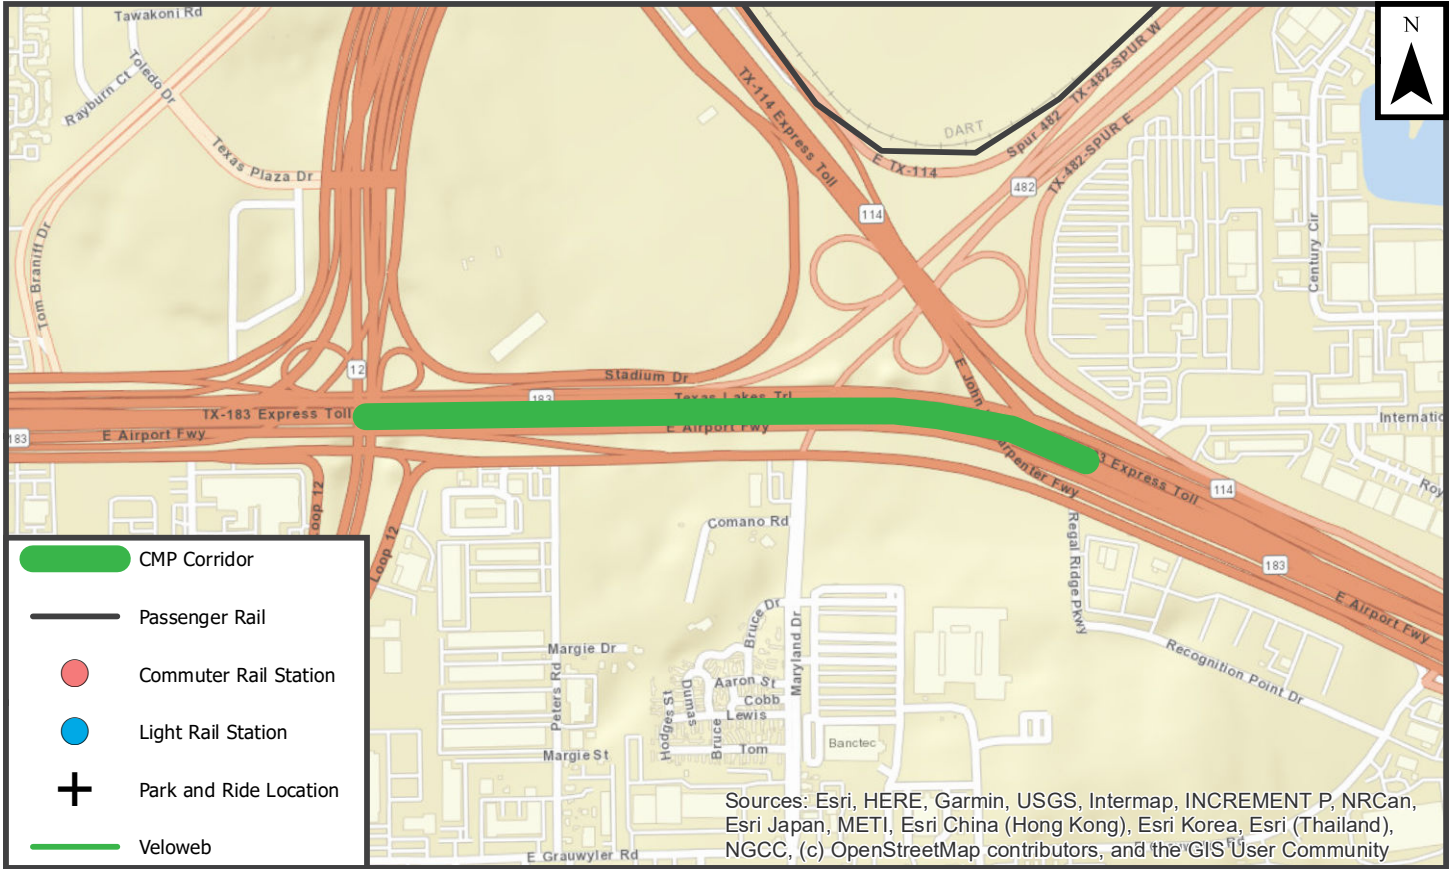 Tawakoni Rd
N
Toledo Dr
Rayburn Ct
TX-114 Express Toll
TX-482-SPUR W
DART
Spur 482
TX-482-SPUR E
E TX-114
Texas Plaza Dr
482
114
Tom Braniff Dr
Century Cir
12
Stadium Dr
E John
183
Texas Lakes Trl
TX-183 Express Toll
E Airport Fwy
E Airport Fwy
183
Internatio
arpenter Fwy
3 Express Toll
114
Roy
Loop 12
Loop 12
Comano Rd
Regal Ridge Pkwy
183
E Airport Fwy
Bruce Dr
Maryland Dr
Margie Dr
Peters Rd
Recognition Point Dr
Aaron St
Hodges St
Dumas
Cobb
Lewis
Bruce
Tom
Banctec
Margie St
E Grauwyler Rd
CMP Corridor
Passenger Rail
Commuter Rail Station
Light Rail Station
Park and Ride Location
Veloweb
Sources: Esri, HERE, Garmin, USGS, Intermap, INCREMENT P, NRCan,
Esri Japan, METI, Esri China (Hong Kong), Esri Korea, Esri (Thailand),
NGCC, (c) OpenStreetMap contributors, and the GIS User Community